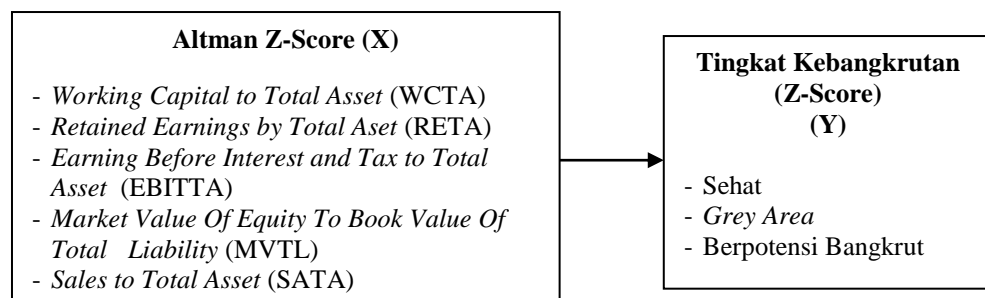 Altman Z-Score (X)
- Working Capital to Total Asset (WCTA)
- Retained Earnings by Total Aset (RETA)
- Earning Before Interest and Tax to Total
Asset (EBITTA)
- Market Value Of Equity To Book Value Of
Total Liability (MVTL)
- Sales to Total Asset (SATA)
Tingkat Kebangkrutan
(Z-Score)
(Y)
- Sehat
- Grey Area
- Berpotensi Bangkrut